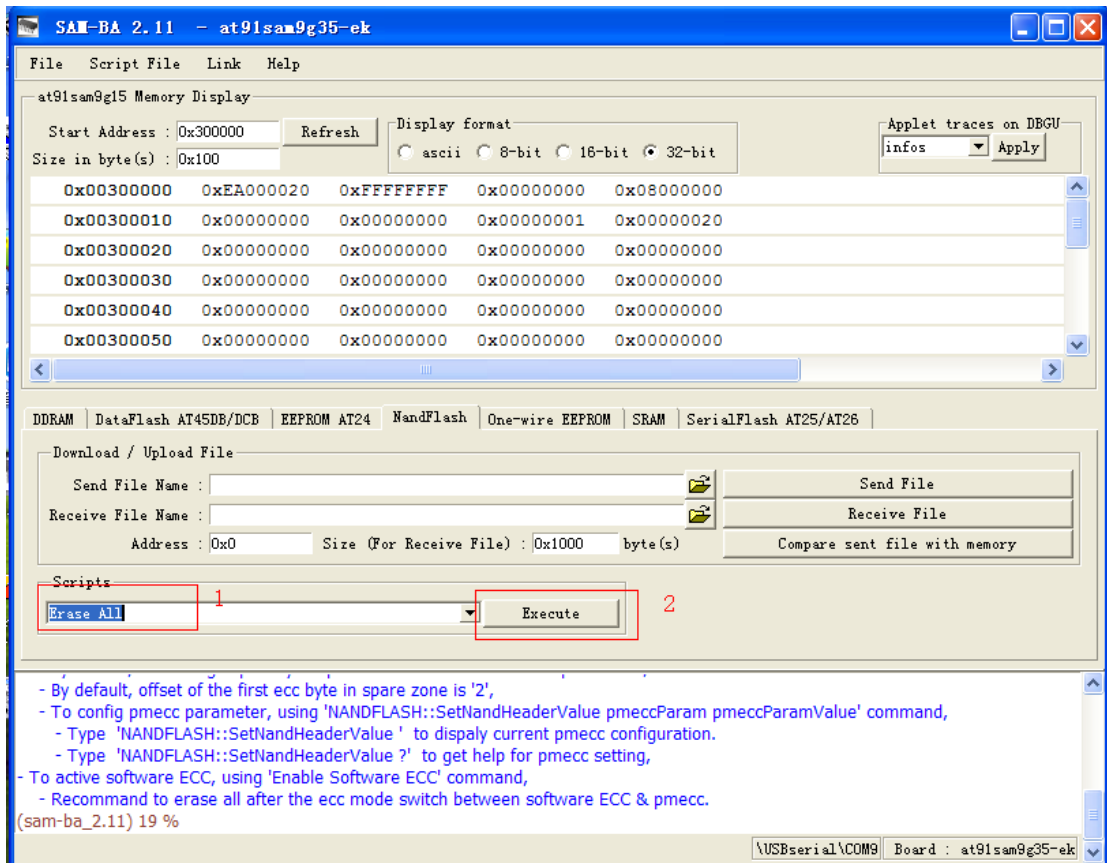 SAM-BA 2.11 - at91sam9g35-ek
File Script File Link Help
at91sam9g15 Memory Display
Start Address : 0x300000 Refresh
Size in byte(s) : 0x100
Display format
ascii 8-bit 16-bit 32-bit
Applet traces on DBGU
infos Apply
0x00300000 0xEA000020 0xFFFFFFFF 0x00000000 0x08000000
0x00300010 0x00000000 0x00000000 0x00000001 0x00000020
0x00300020 0x00000000 0x00000000 0x00000000 0x00000000
0x00300030 0x00000000 0x00000000 0x00000000 0x00000000
0x00300040 0x00000000 0x00000000 0x00000000 0x00000000
0x00300050 0x00000000 0x00000000 0x00000000 0x00000000
DDRAM DataFlash AT45DB/DCB EEPROM AT24 NandFlash One-wire EEPROM SRAM SerialFlash AT25/AT26
Download / Upload File
Send File Name : Send File
Receive File Name : Receive File
Address : 0x0 Size (For Receive File) : 0x1000 byte(s) Compare sent file with memory
Scripts
Erase All 1 Execute 2
- By default, offset of the first ecc byte in spare zone is '2',
- To config pmecc parameter, using 'NANDFLASH::SetNandHeaderValue pmeccParam pmeccParamValue' command,
- Type 'NANDFLASH::SetNandHeaderValue ' to dispaly current pmecc configuration.
- Type 'NANDFLASH::SetNandHeaderValue ?' to get help for pmecc setting,
- To active software ECC, using 'Enable Software ECC' command,
- Recommand to erase all after the ecc mode switch between software ECC & pmecc.
(sam-ba_2.11) 19 %
\USBserial\COM9 Board : at91sam9g35-ek